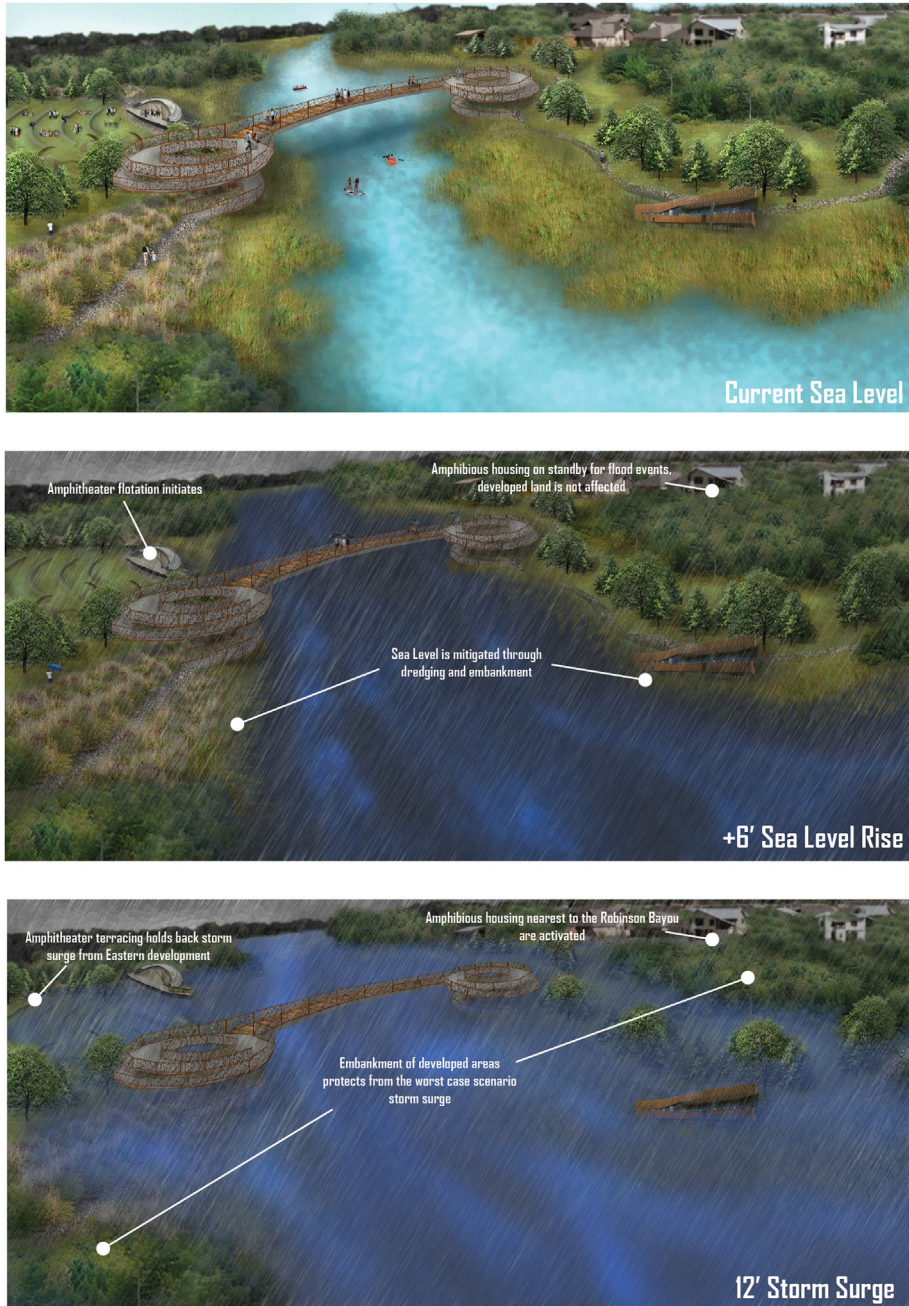 Current Sea Level
Amphitheater flotation initiates
Amphibious housing on standby for flood events,
developed land is not affected
Sea Level is mitigated through
dredging and embankment
+6' Sea Level Rise
Amphitheater terracing holds back storm
surge from Eastern development
Amphibious housing nearest to the Robinson Bayou
are activated
Embankment of developed areas
protects from the worst case scenario
storm surge
12' Storm Surge